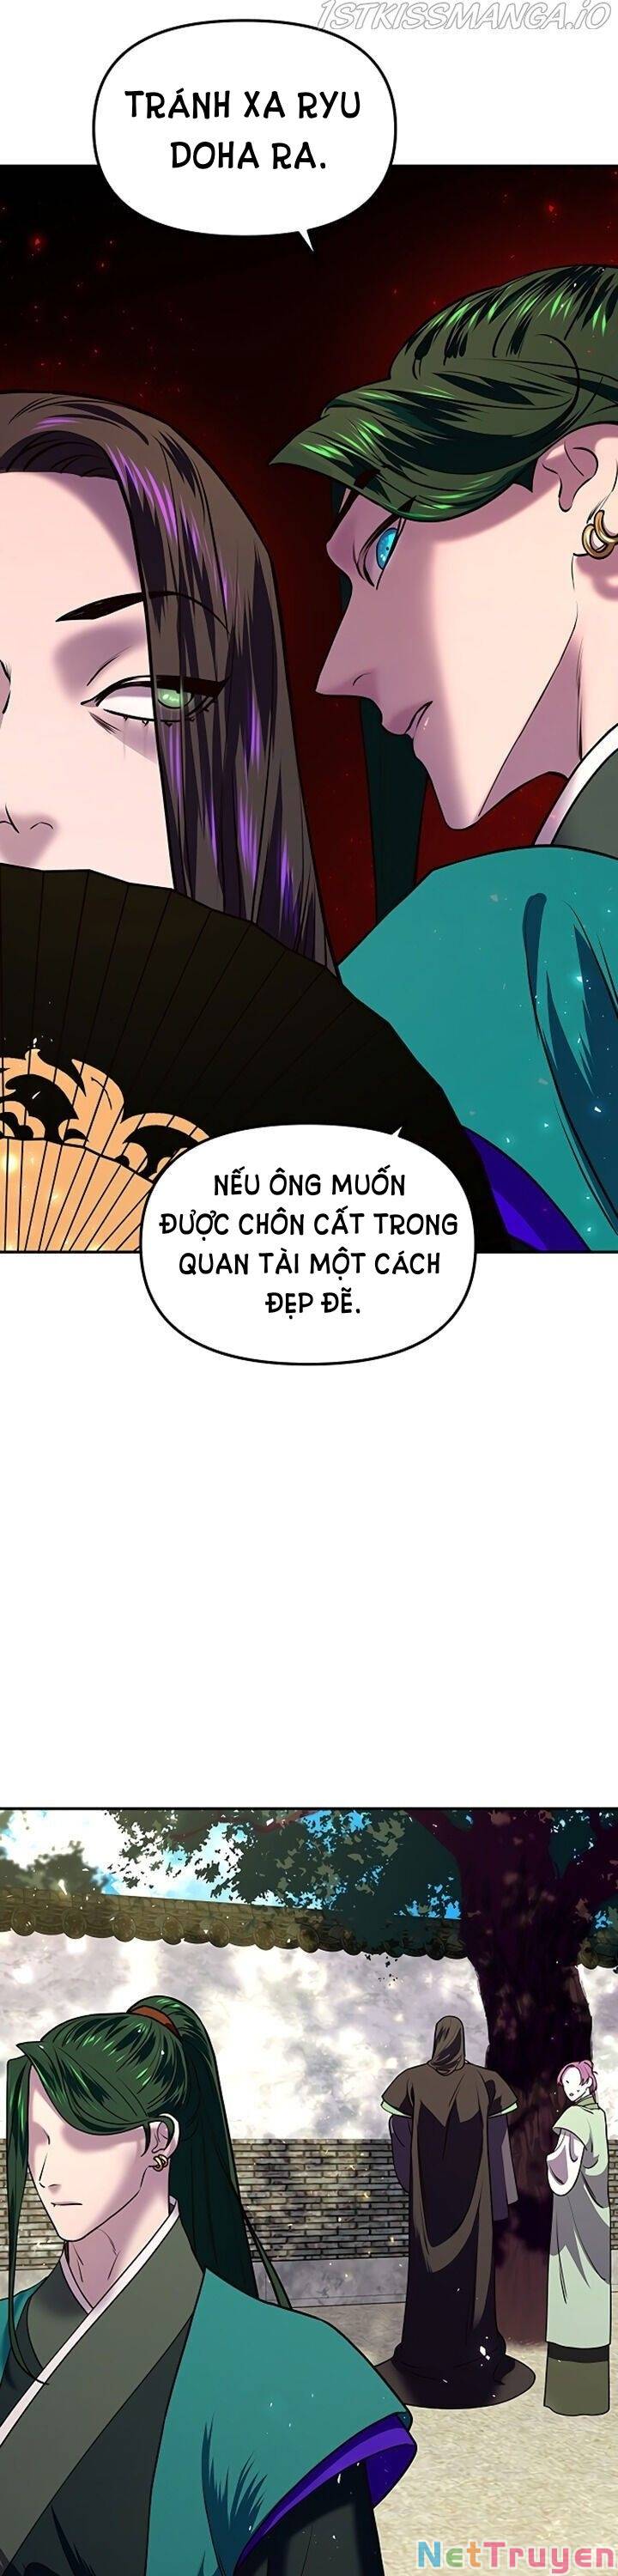 1STKISSMANGA.iO
TRÁNH XA RYU
DOHA RA.
NẾU ÔNG MUỐN
ĐƯỢC CHÔN CẤT TRONG
QUAN TÀI MỘT CÁCH
ĐẸP ĐẼ.
NETTRUYEN